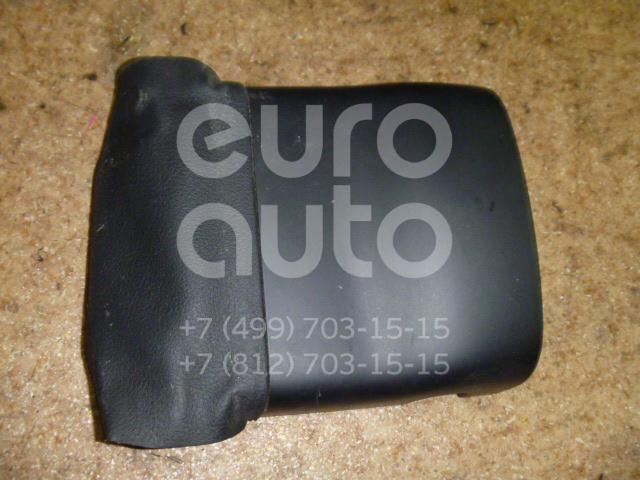 euro
auto
+7 (499) 703-15-15
+7 (812) 703-15-15